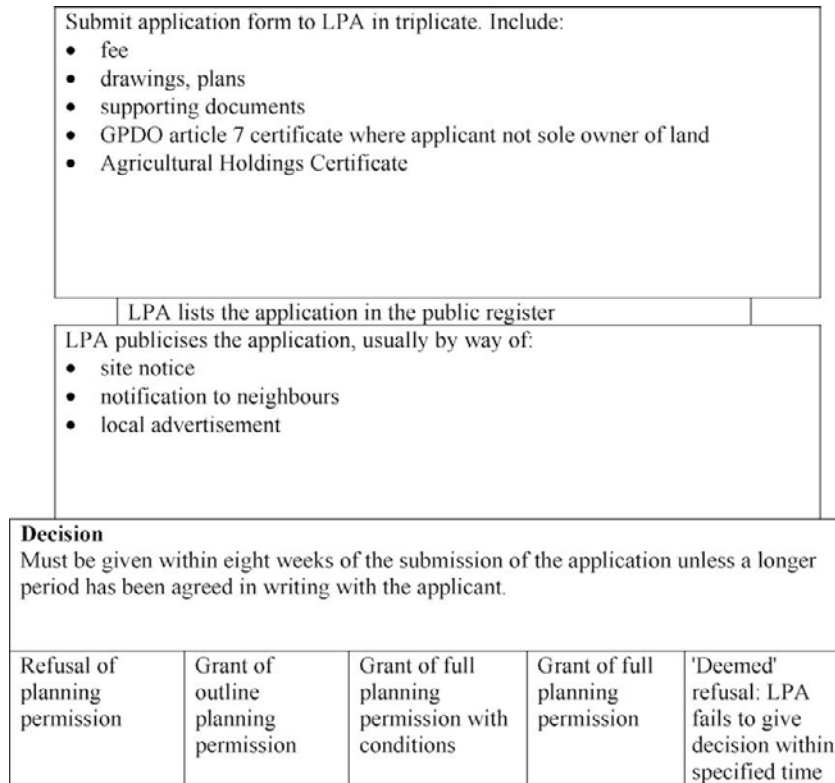 Submit application form to LPA in triplicate. Include:
• fee
• drawings, plans
• supporting documents
• GPDO article 7 certificate where applicant not sole owner of land
• Agricultural Holdings Certificate
LPA lists the application in the public register
LPA publicises the application, usually by way of:
• site notice
• notification to neighbours
• local advertisement
Decision
Must be given within eight weeks of the submission of the application unless a longer
period has been agreed in writing with the applicant.
Refusal of
planning
permission
Grant of
outline
planning
permission
Grant of full
planning
permission with
conditions
Grant of full
planning
permission
'Deemed'
refusal: LPA
fails to give
decision within
specified time